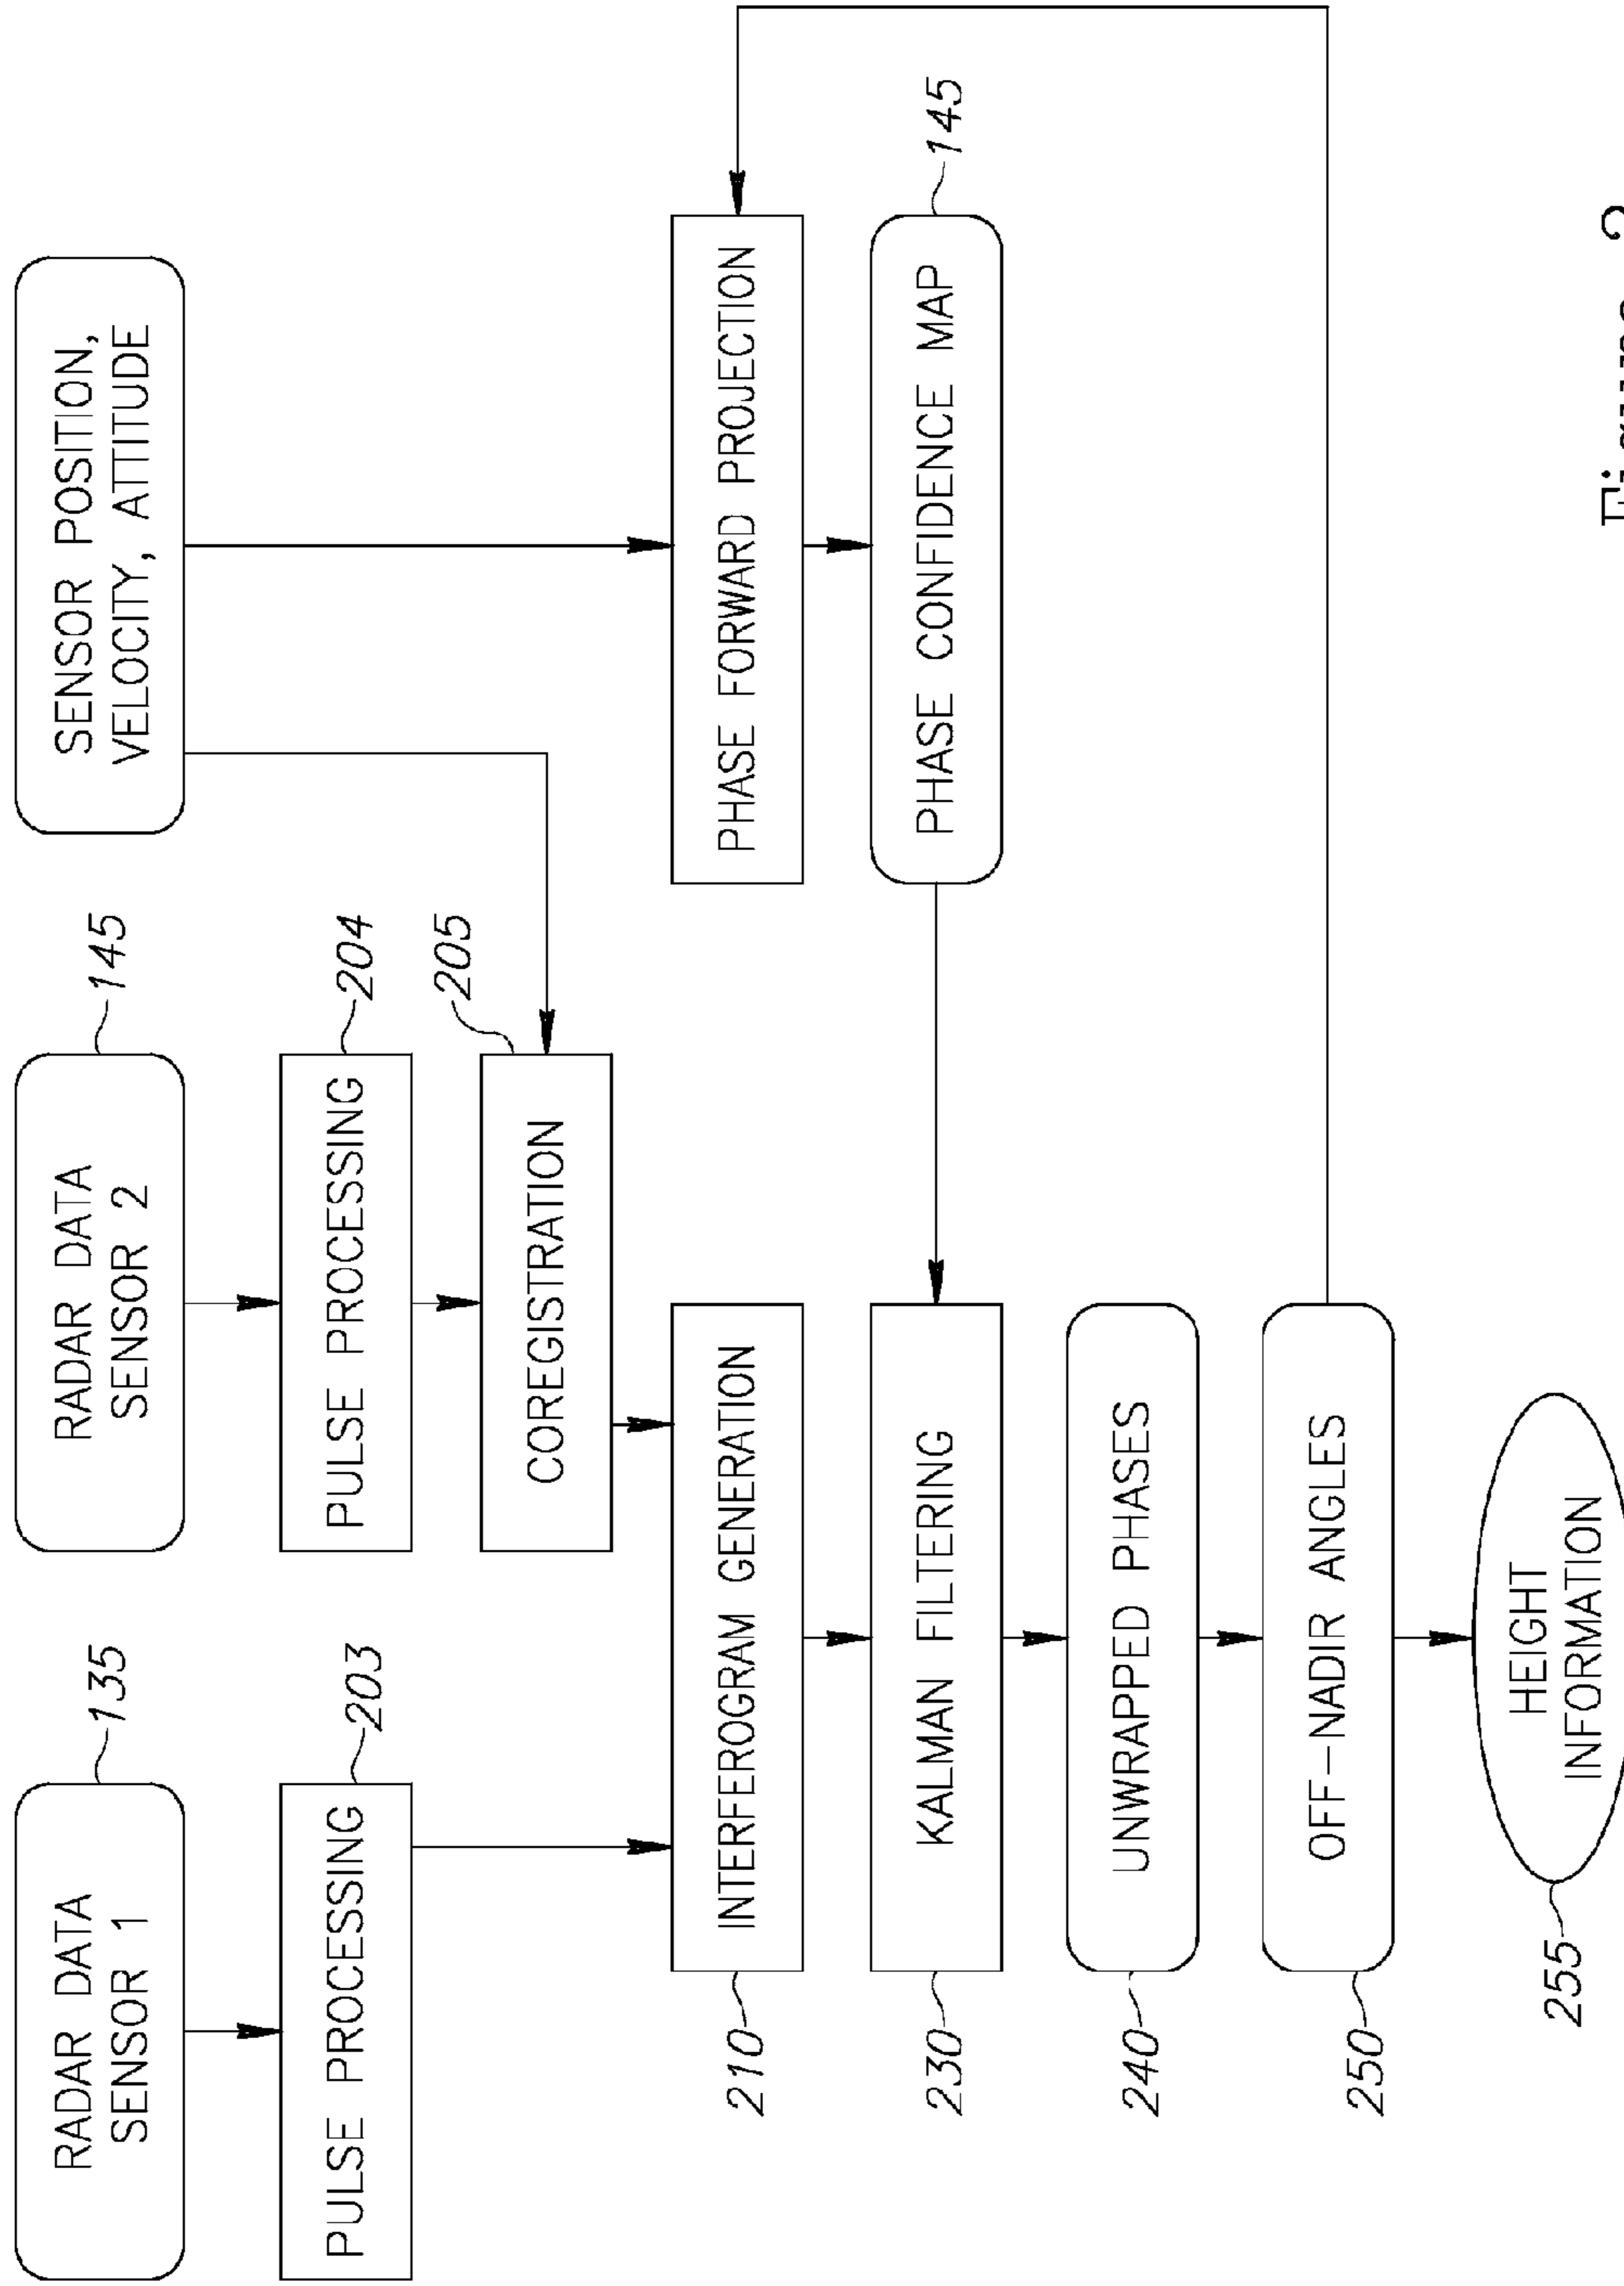 RADAR DATA
SENSOR 1
135
RADAR DATA
SENSOR 2
145
SENSOR POSITION,
VELOCITY, ATTITUDE
PULSE PROCESSING
203
PULSE PROCESSING
204
COREGISTRATION
205
INTERFEROGRAM GENERATION
210
PHASE FORWARD PROJECTION
KALMAN FILTERING
230
PHASE CONFIDENCE MAP
145
UNWRAPPED PHASES
240
OFF-NADIR ANGLES
250
HEIGHT
INFORMATION
255